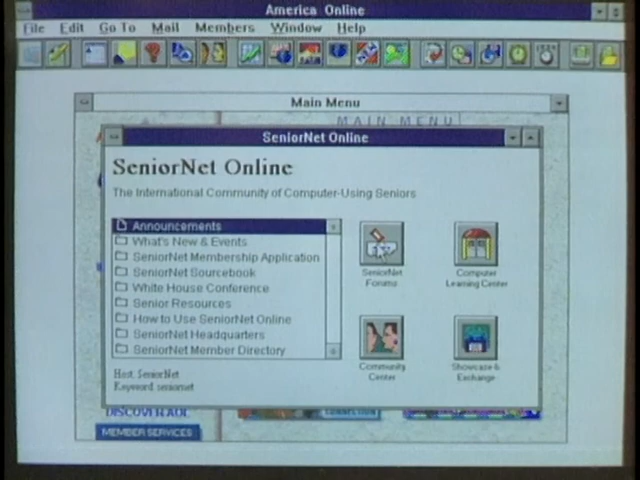 America Online
File Edit Go To Mail Members Window Help
Main Menu
MAIN MENU
SeniorNet Online
SeniorNet Online
The International Community of Computer-Using Seniors
Announcements
What's New & Events
SeniorNet Membership Application
SeniorNet Sourcebook
White House Conference
Senior Resources
How to Use SeniorNet Online
SeniorNet Headquarters
SeniorNet Member Directory
SeniorNet
Forums
Computer
Learning Center
Community
Center
Showcase &
Exchange
Host: SeniorNet
Keyword: seniornet
DISCOVER AOL
CONNECTION
MEMBER SERVICES